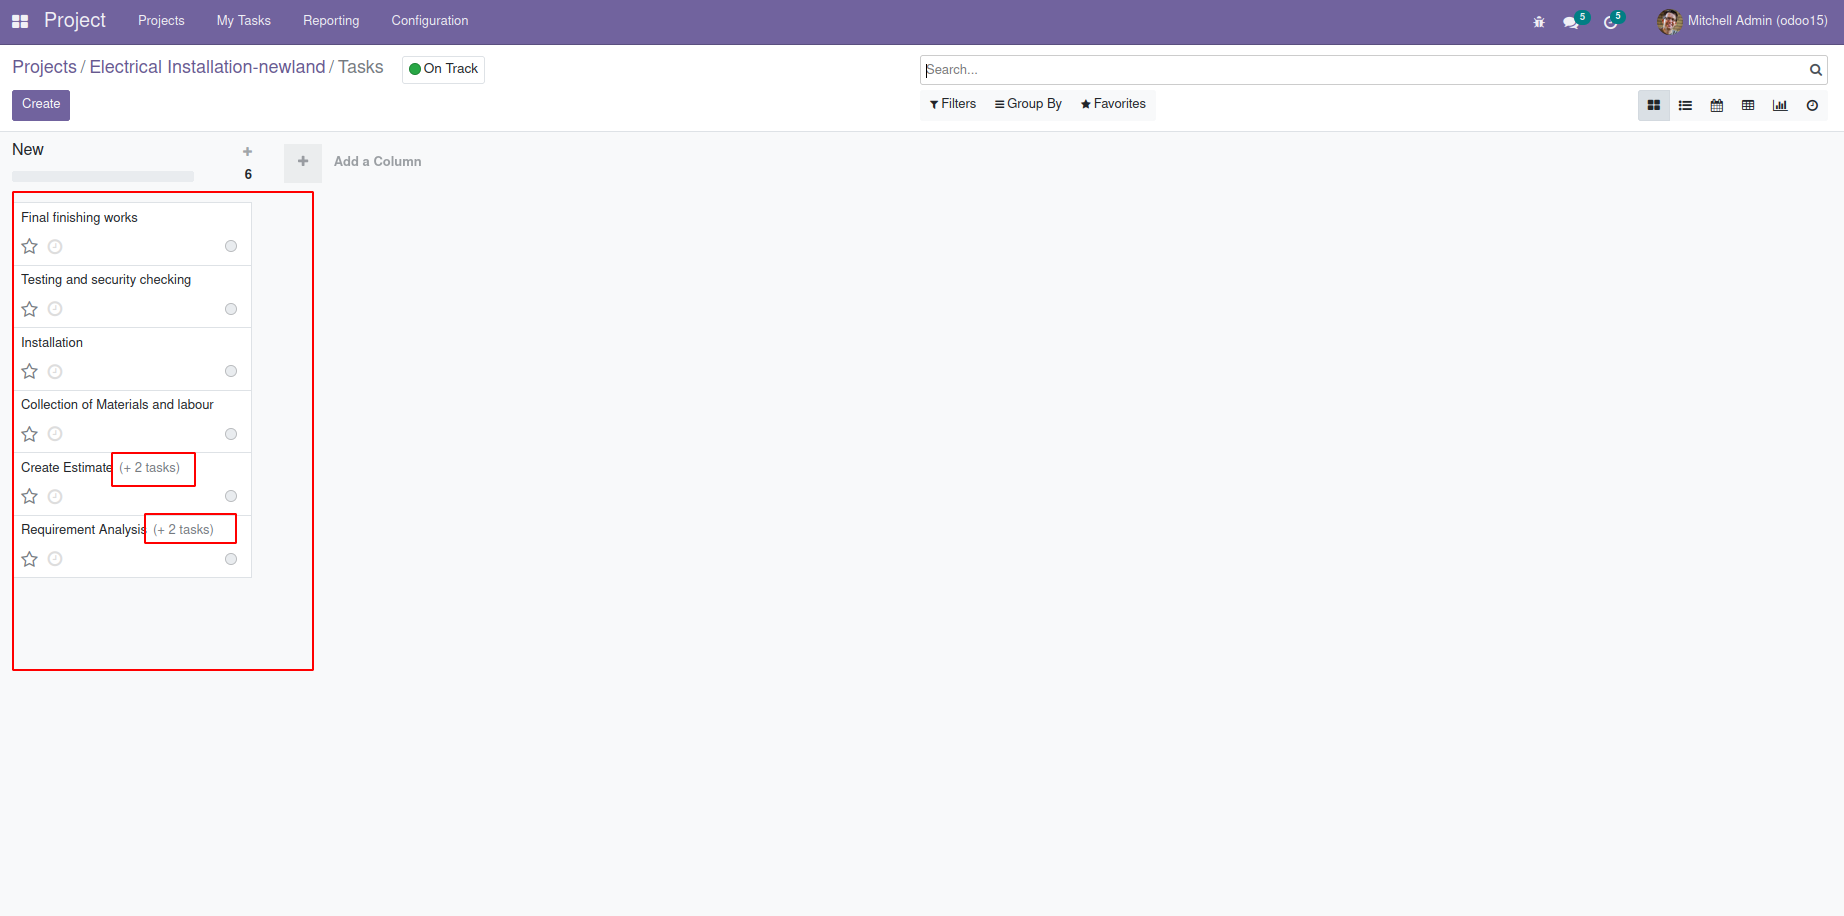 Project Projects My Tasks Reporting Configuration 5 5 Mitchell Admin (odoo15)
Projects / Electrical Installation-newland / Tasks On Track Search...
Create Filters Group By Favorites
New
6
Add a Column
Final finishing works
Testing and security checking
Installation
Collection of Materials and labour
Create Estimate (+ 2 tasks)
Requirement Analysis (+ 2 tasks)